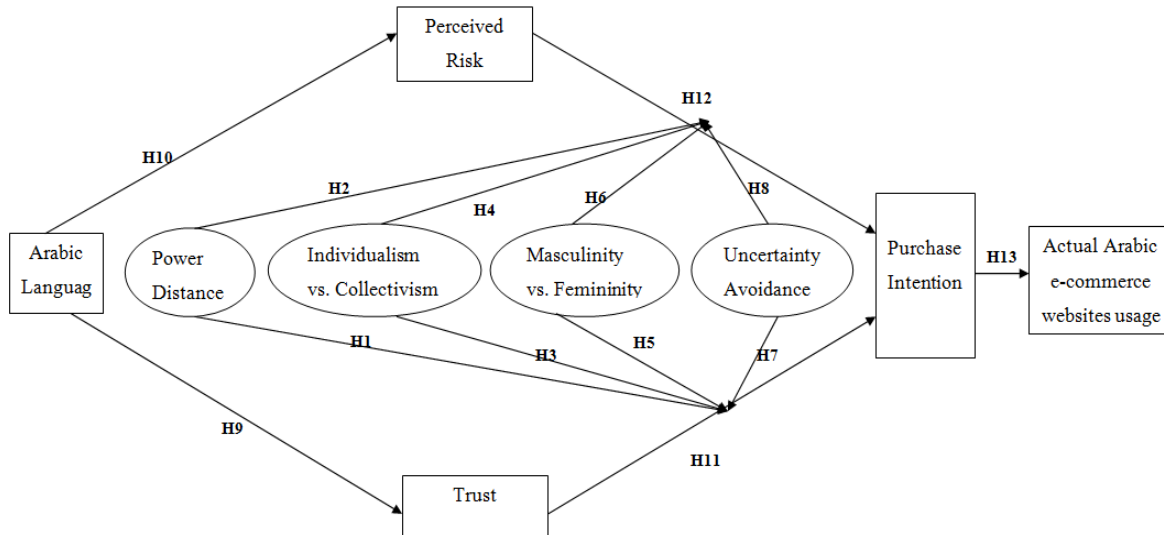 Perceived
Risk
H12
H10
H2
H4
H6
H8
Arabic
Languag
Power
Distance
Individualism
vs. Collectivism
Masculinity
vs. Femininity
Uncertainty
Avoidance
Purchase
Intention
H13
Actual Arabic
e-commerce
websites usage
H1
H3
H5
H7
H9
H11
Trust